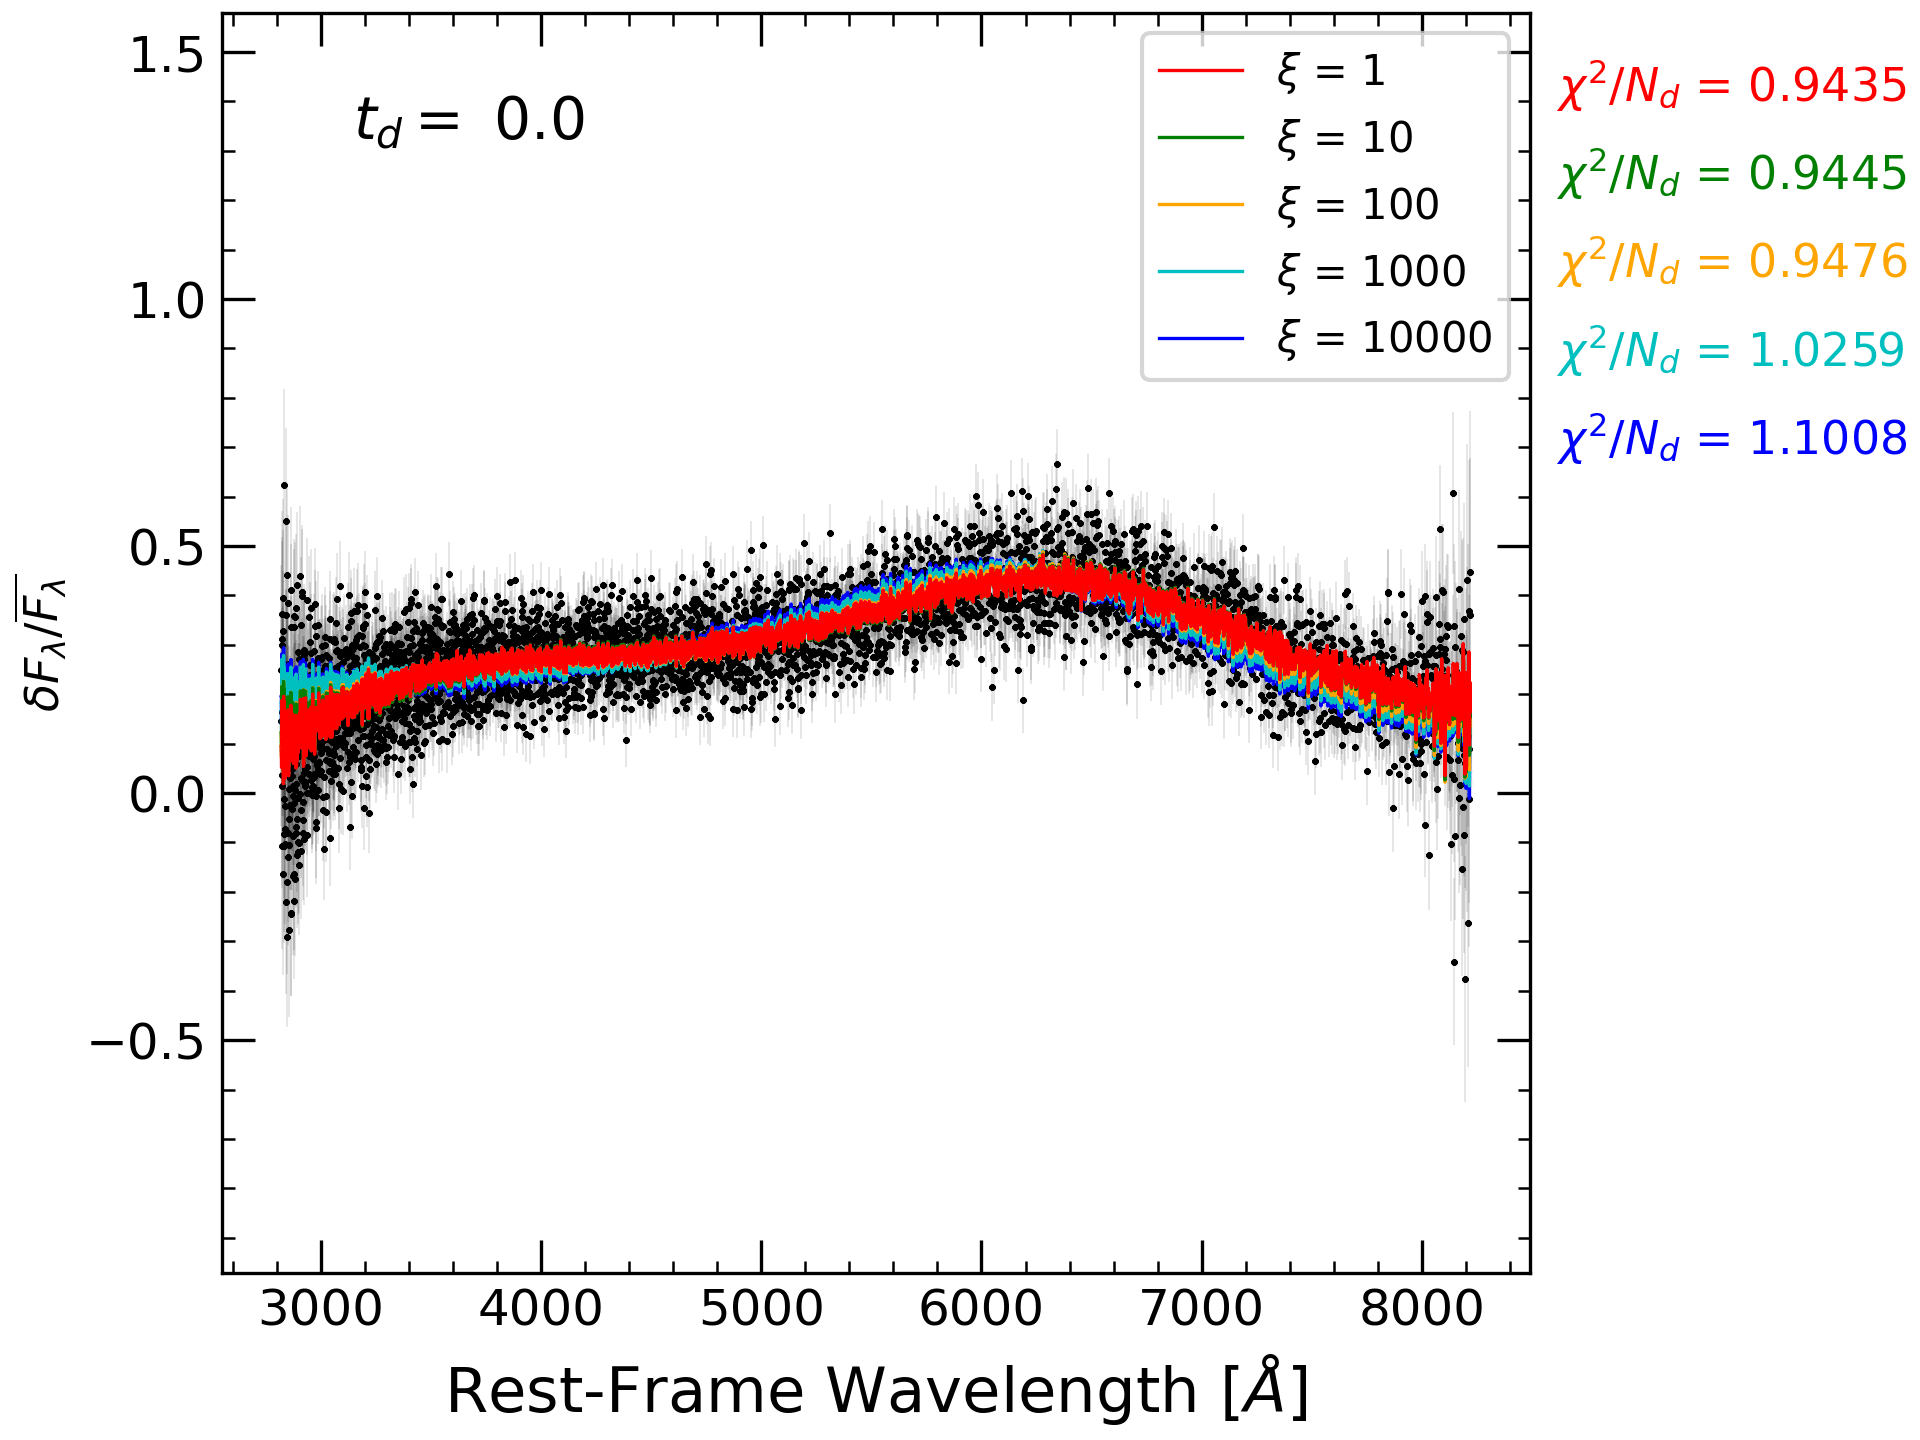 1.5
1.0
0.5
0.0
−0.5
δF_λ/\overline{F_λ}
t_d = 0.0
ξ = 1
ξ = 10
ξ = 100
ξ = 1000
ξ = 10000
χ²/N_d = 0.9435
χ²/N_d = 0.9445
χ²/N_d = 0.9476
χ²/N_d = 1.0259
χ²/N_d = 1.1008
3000 4000 5000 6000 7000 8000
Rest-Frame Wavelength [Å]